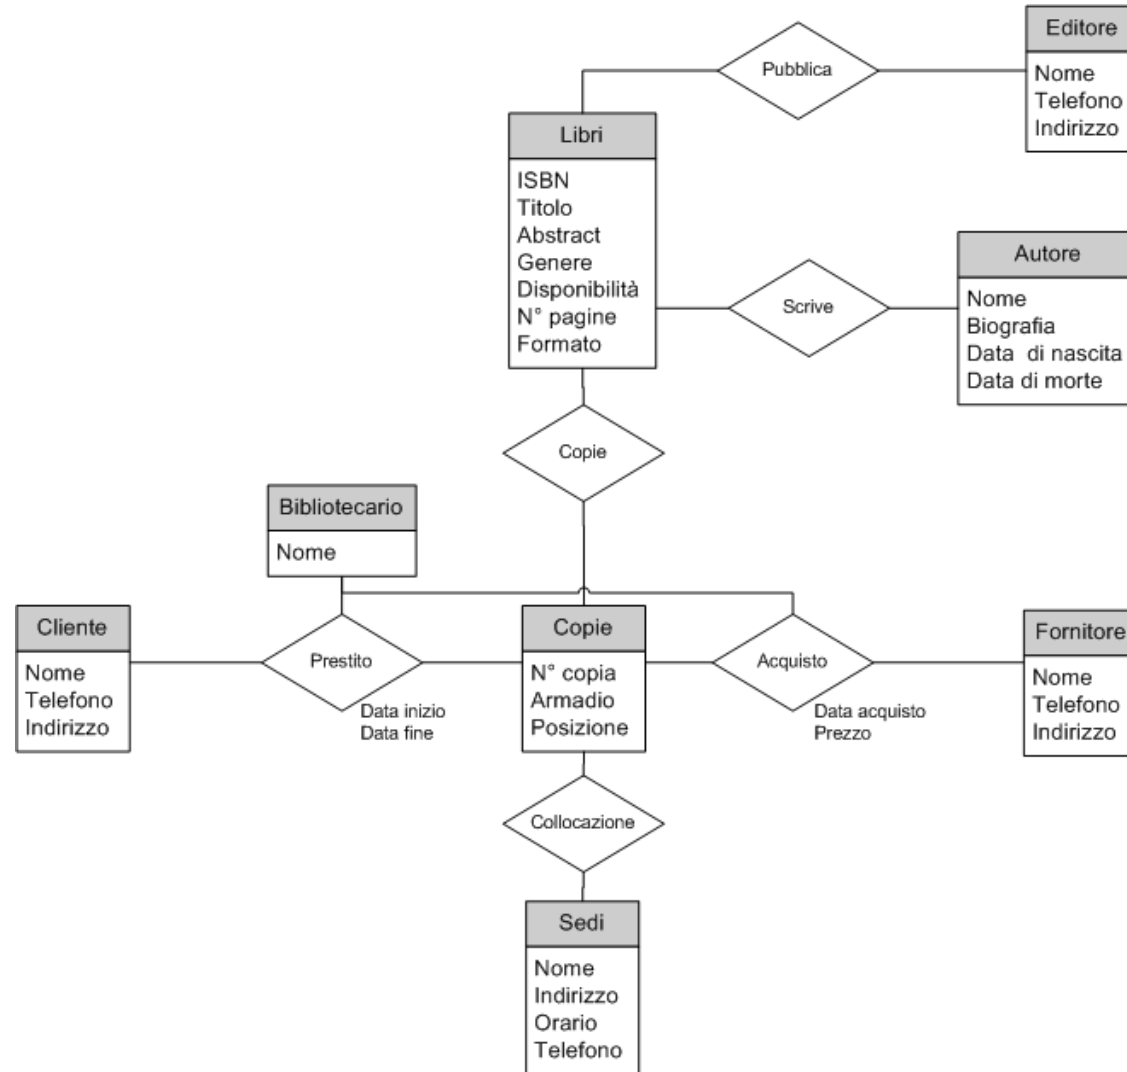 Editore
Nome
Telefono
Indirizzo
Pubblica
Libri
ISBN
Titolo
Abstract
Genere
Disponibilità
N° pagine
Formato
Autore
Nome
Biografia
Data di nascita
Data di morte
Scrive
Copie
Bibliotecario
Nome
Cliente
Nome
Telefono
Indirizzo
Prestito
Data inizio
Data fine
Copie
N° copia
Armadio
Posizione
Acquisto
Data acquisto
Prezzo
Fornitore
Nome
Telefono
Indirizzo
Collocazione
Sedi
Nome
Indirizzo
Orario
Telefono